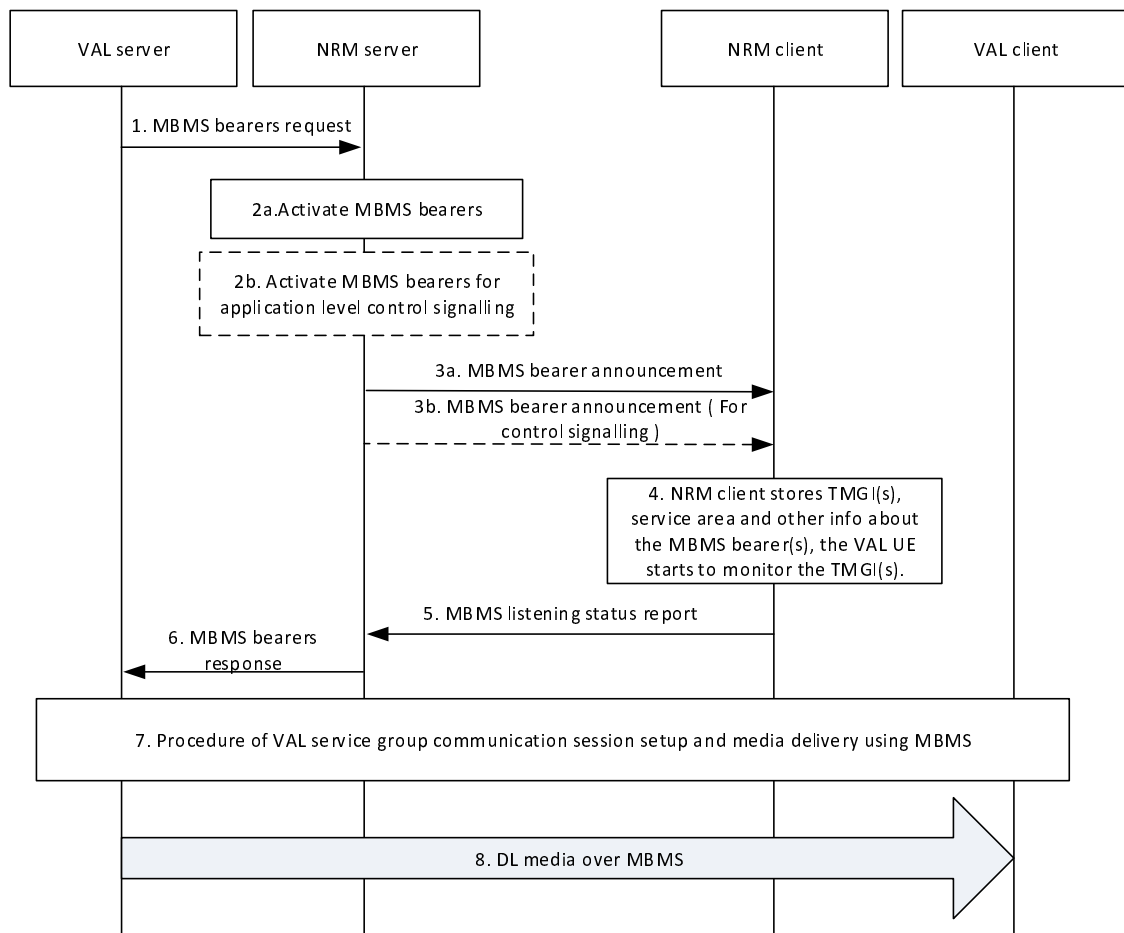 VAL server
NRM server
NRM client
VAL client
1. MBMS bearers request
2a.Activate MBMS bearers
2b. Activate MBMS bearers for
application level control signalling
3a. MBMS bearer announcement
3b. MBMS bearer announcement ( For
control signalling )
4. NRM client stores TMGI(s),
service area and other info about
the MBMS bearer(s), the VAL UE
starts to monitor the TMGI(s).
5. MBMS listening status report
6. MBMS bearers
response
7. Procedure of VAL service group communication session setup and media delivery using MBMS
8. DL media over MBMS